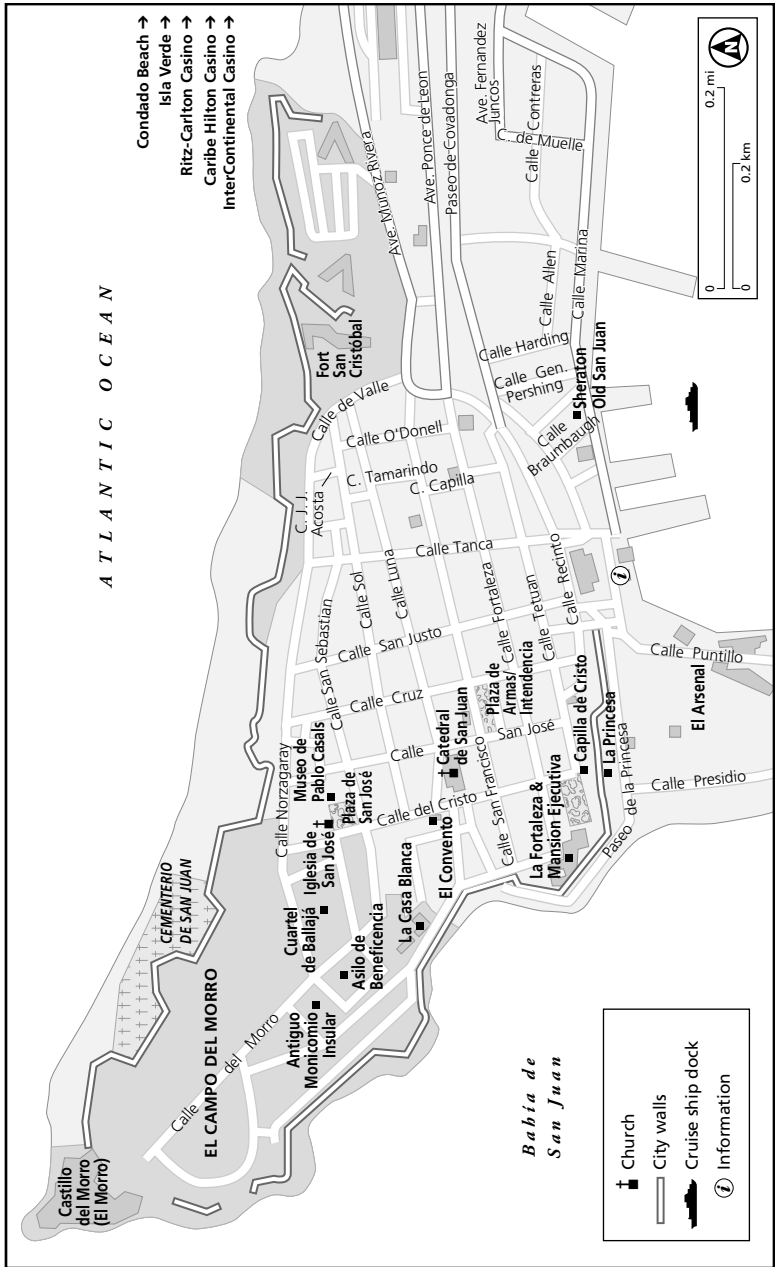 Condado Beach →
Isla Verde →
Ritz-Carlton Casino →
Caribe Hilton Casino →
InterContinental Casino →
ATLANTIC OCEAN
CEMENTERIO
DE SAN JUAN
Castillo
del Morro
(El Morro)
EL CAMPO DEL MORRO
Calle del Morro
Antiguo
Monicomio
Insular
Asilo de
Beneficencia
Cuartel
de Ballajá
La Casa Blanca
Iglesia de
San José
Museo de
Pablo Casals
Plaza de
San José
El Convento
Catedral
de San Juan
Plaza de
Armas/
Intendencia
La Fortaleza &
Mansion Ejecutiva
Capilla de Cristo
La Princesa
El Arsenal
Fort
San
Cristóbal
Sheraton
Old San Juan
Calle Norzagaray
Calle San Sebastian
Calle Sol
Calle Luna
Calle San Francisco
Calle Fortaleza
Calle Tetuan
Calle Recinto
Calle del Cristo
Calle San José
Calle Cruz
Calle San Justo
Calle Tanca
C. J. J.
Acosta
C. Tamarindo
C. Capilla
Calle O'Donell
Calle de Valle
Calle
Braumbaugh
Calle Gen.
Pershing
Calle Harding
Calle Allen
Calle Marina
Calle Contreras
C. de Muelle
Ave. Fernandez
Juncos
Paseo de Covadonga
Ave. Ponce de Leon
Ave. Muñoz Rivera
Paseo de la Princesa
Calle Presidio
Calle Puntillo
i
Bahía de
San Juan
Church
City walls
Cruise ship dock
i Information
N
0 0.2 mi
0 0.2 km